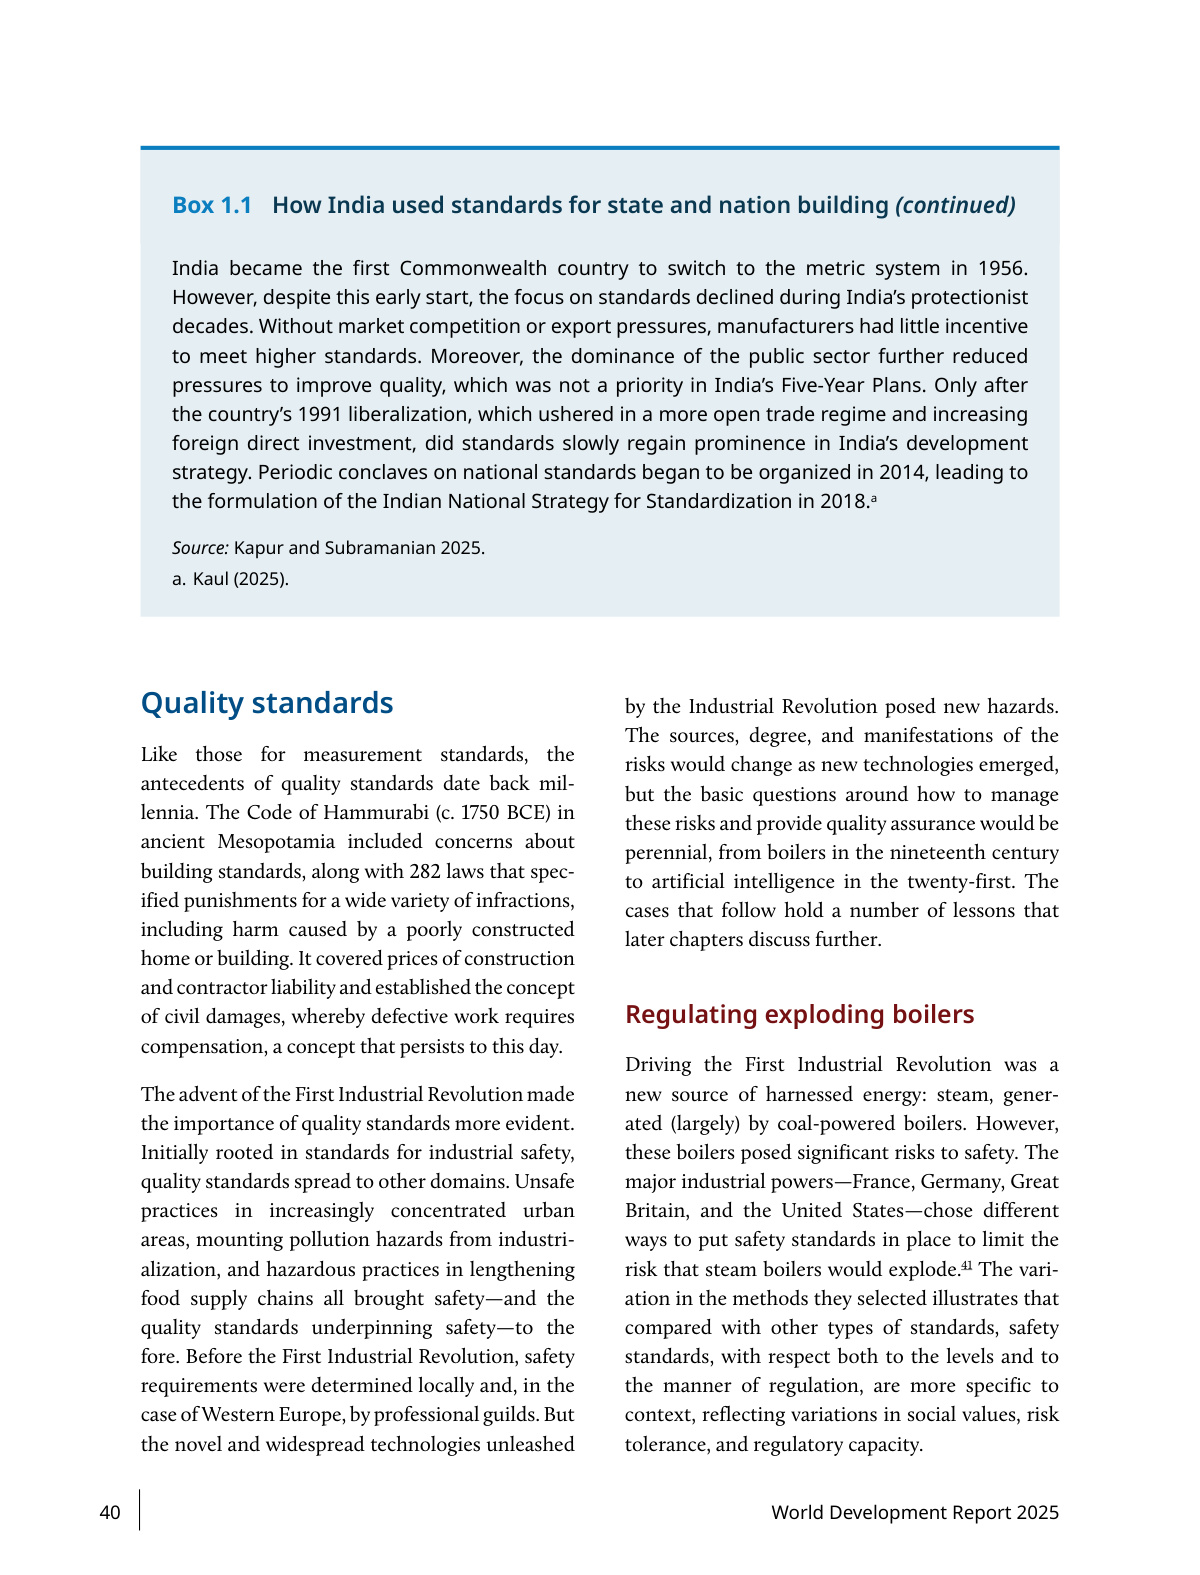 Box 1.1 How India used standards for state and nation building (continued)
India became the first Commonwealth country to switch to the metric system in 1956.
However, despite this early start, the focus on standards declined during India’s protectionist
decades. Without market competition or export pressures, manufacturers had little incentive
to meet higher standards. Moreover, the dominance of the public sector further reduced
pressures to improve quality, which was not a priority in India’s Five-Year Plans. Only after
the country’s 1991 liberalization, which ushered in a more open trade regime and increasing
foreign direct investment, did standards slowly regain prominence in India’s development
strategy. Periodic conclaves on national standards began to be organized in 2014, leading to
the formulation of the Indian National Strategy for Standardization in 2018.a
Source: Kapur and Subramanian 2025.
a. Kaul (2025).
Quality standards
Like those for measurement standards, the
antecedents of quality standards date back mil-
lennia. The Code of Hammurabi (c. 1750 BCE) in
ancient Mesopotamia included concerns about
building standards, along with 282 laws that spec-
ified punishments for a wide variety of infractions,
including harm caused by a poorly constructed
home or building. It covered prices of construction
and contractor liability and established the concept
of civil damages, whereby defective work requires
compensation, a concept that persists to this day.
The advent of the First Industrial Revolution made
the importance of quality standards more evident.
Initially rooted in standards for industrial safety,
quality standards spread to other domains. Unsafe
practices in increasingly concentrated urban
areas, mounting pollution hazards from industri-
alization, and hazardous practices in lengthening
food supply chains all brought safety—and the
quality standards underpinning safety—to the
fore. Before the First Industrial Revolution, safety
requirements were determined locally and, in the
case of Western Europe, by professional guilds. But
the novel and widespread technologies unleashed
by the Industrial Revolution posed new hazards.
The sources, degree, and manifestations of the
risks would change as new technologies emerged,
but the basic questions around how to manage
these risks and provide quality assurance would be
perennial, from boilers in the nineteenth century
to artificial intelligence in the twenty-first. The
cases that follow hold a number of lessons that
later chapters discuss further.
Regulating exploding boilers
Driving the First Industrial Revolution was a
new source of harnessed energy: steam, gener-
ated (largely) by coal-powered boilers. However,
these boilers posed significant risks to safety. The
major industrial powers—France, Germany, Great
Britain, and the United States—chose different
ways to put safety standards in place to limit the
risk that steam boilers would explode.41 The vari-
ation in the methods they selected illustrates that
compared with other types of standards, safety
standards, with respect both to the levels and to
the manner of regulation, are more specific to
context, reflecting variations in social values, risk
tolerance, and regulatory capacity.
40
World Development Report 2025